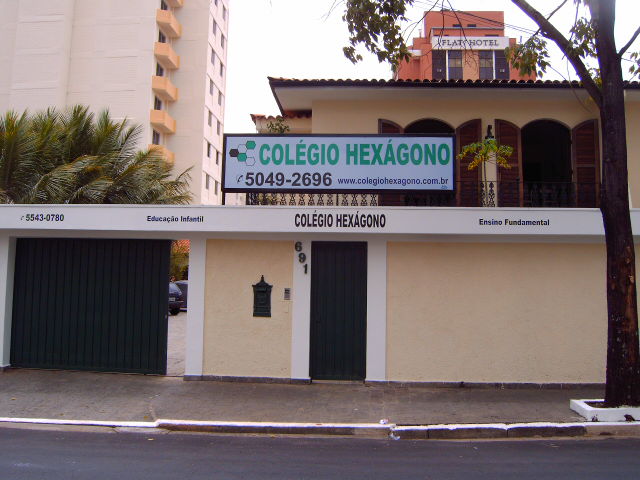 FLAT HOTEL
COLÉGIO HEXÁGONO
5049-2696 www.colegiohexagono.com.br
5543-0780 Educação Infantil COLÉGIO HEXÁGONO Ensino Fundamental
691